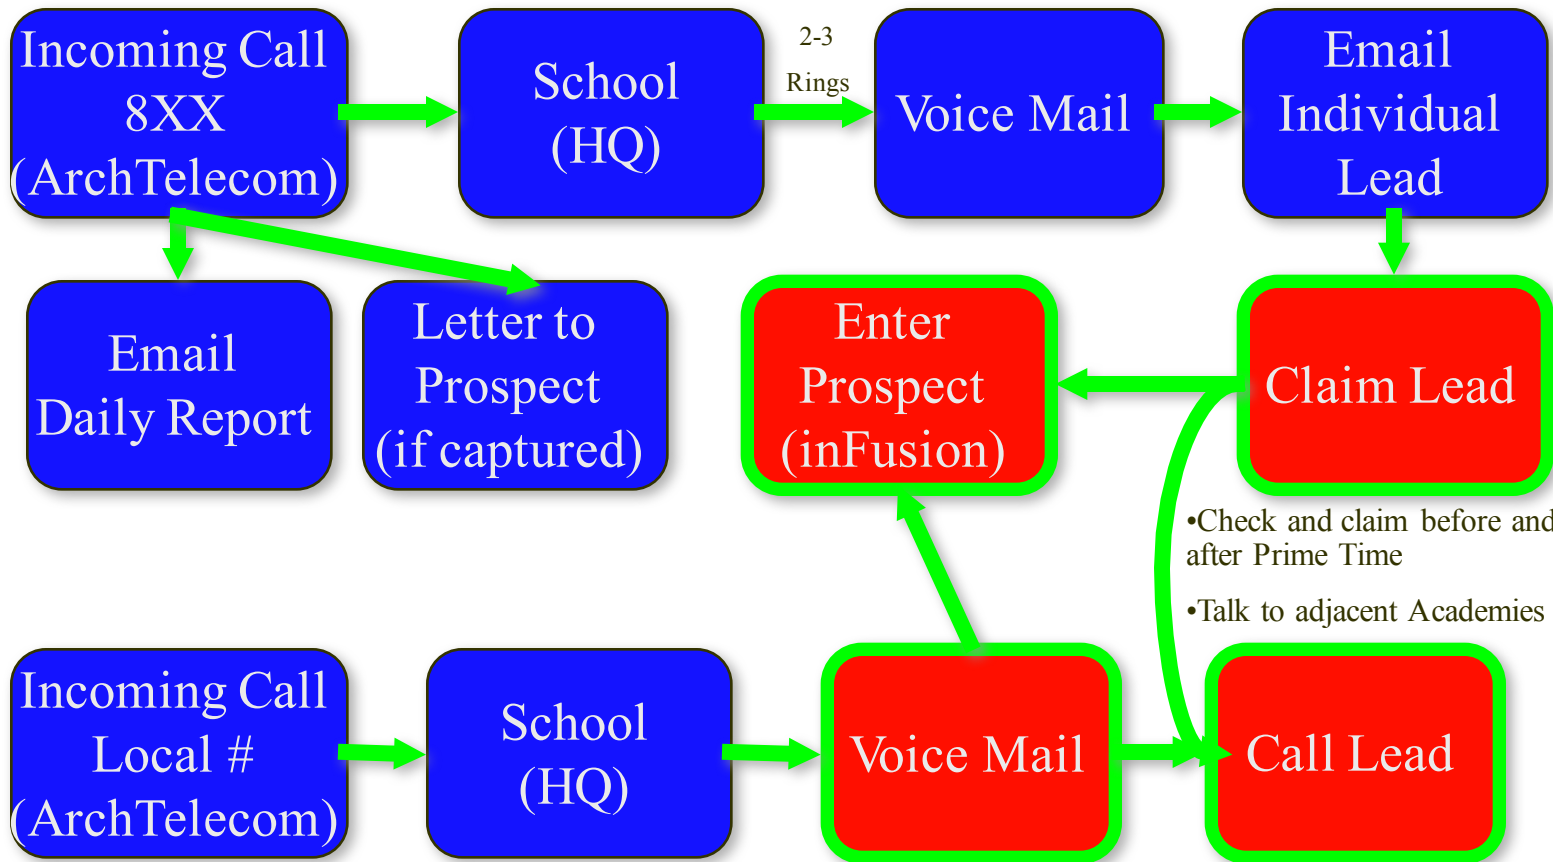 Incoming Call
8XX
(ArchTelecom)
School
(HQ)
2-3
Rings
Voice Mail
Email
Individual
Lead
Email
Daily Report
Letter to
Prospect
(if captured)
Enter
Prospect
(inFusion)
Claim Lead
•Check and claim before and
after Prime Time
•Talk to adjacent Academies
Incoming Call
Local #
(ArchTelecom)
School
(HQ)
Voice Mail
Call Lead